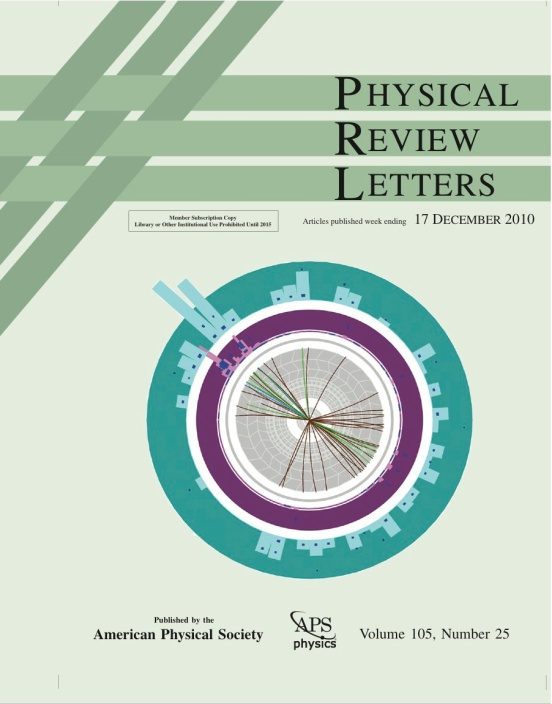 PHYSICAL
REVIEW
LETTERS
Member Subscription Copy
Library or Other Institutional Use Prohibited Until 2015
Articles published week ending 17 DECEMBER 2010
Published by the
American Physical Society
APS
physics
Volume 105, Number 25